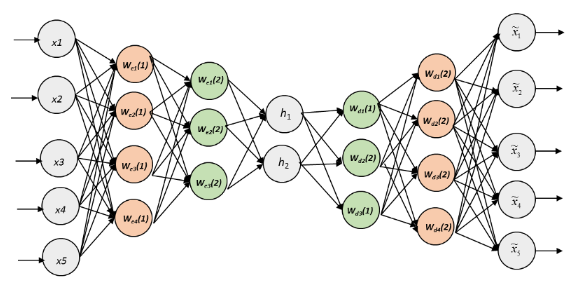 x1
x2
x3
x4
x5
W_e1(1)
W_e2(1)
W_e3(1)
W_e4(1)
W_e1(2)
W_e2(2)
W_e3(2)
h_1
h_2
W_d1(1)
W_d2(2)
W_d3(1)
W_d1(2)
W_d2(2)
W_d3(2)
W_d4(2)
x̃_1
x̃_2
x̃_3
x̃_4
x̃_5